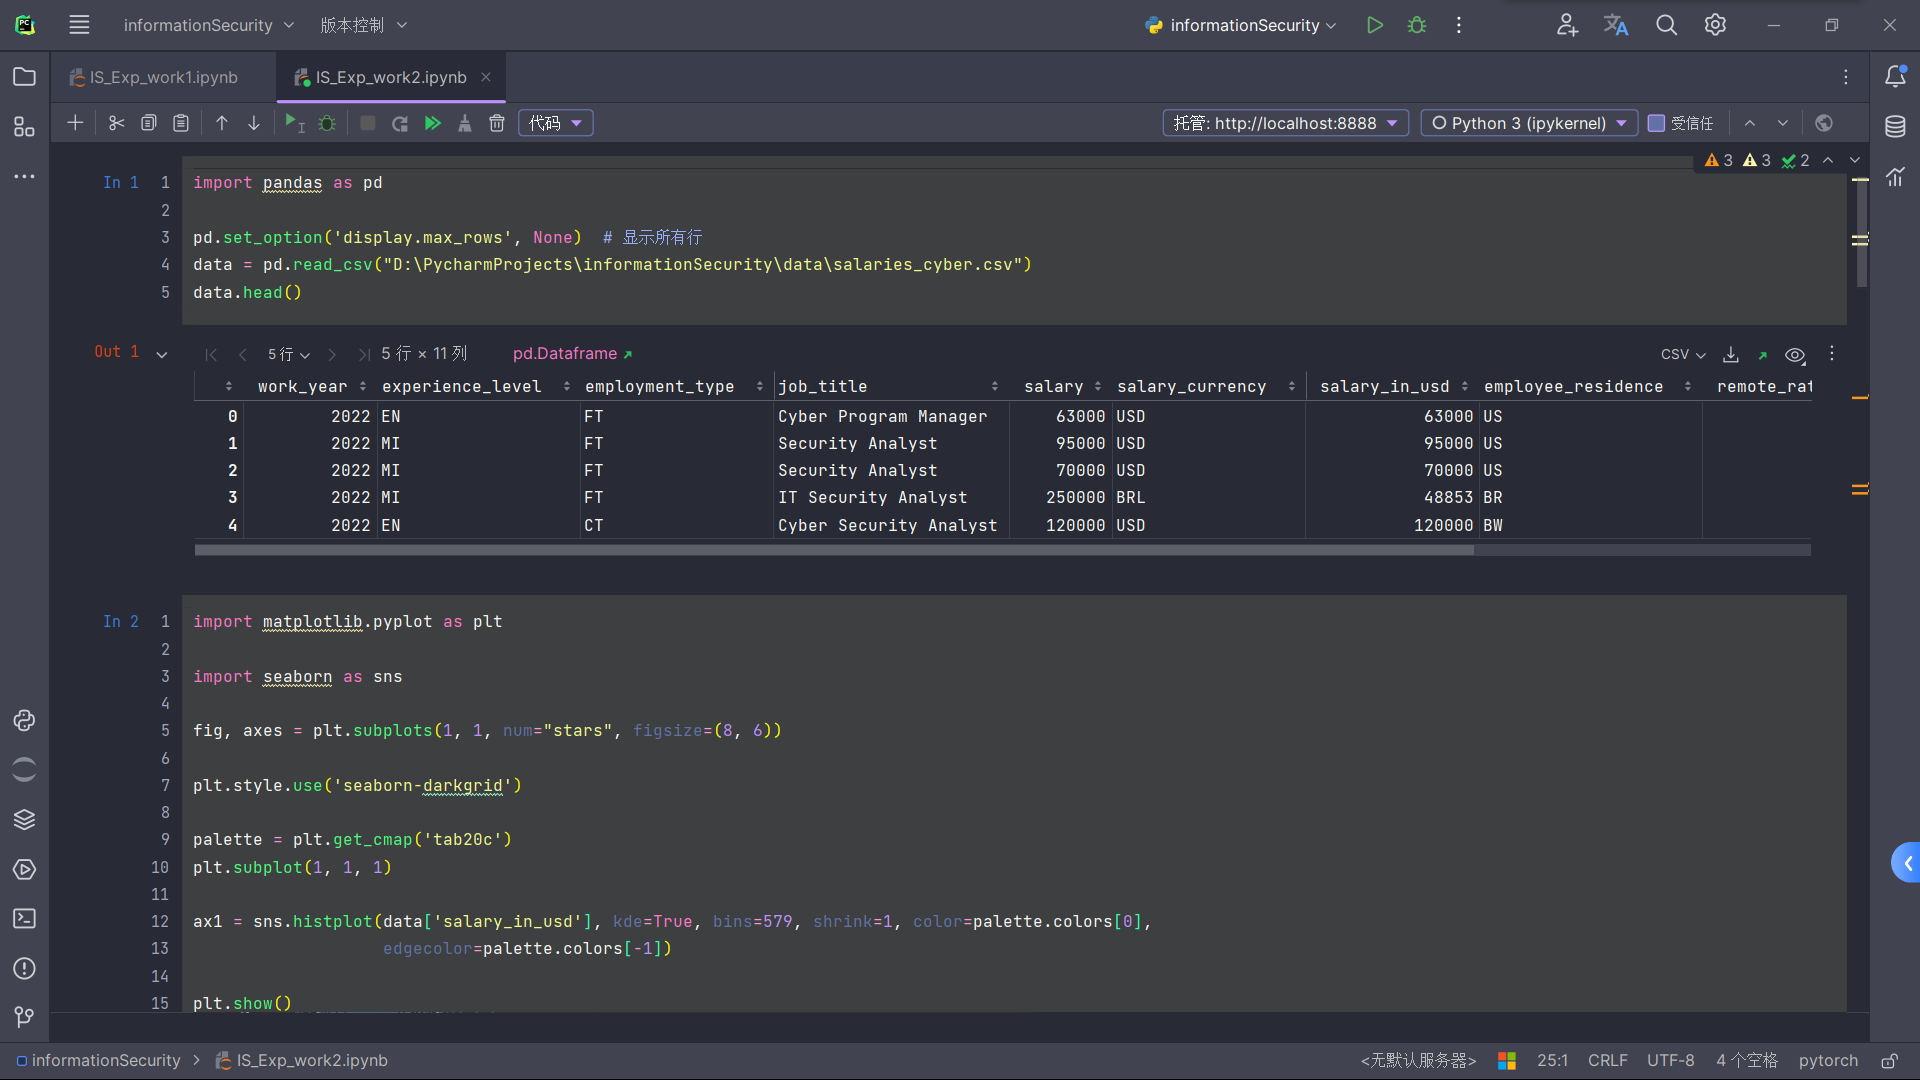 informationSecurity 版本控制 informationSecurity
IS_Exp_work1.ipynb IS_Exp_work2.ipynb
代码 托管: http://localhost:8888 Python 3 (ipykernel) 受信任
3 3 2
In 1 1 import pandas as pd
2
3 pd.set_option('display.max_rows', None)  # 显示所有行
4 data = pd.read_csv("D:\PycharmProjects\informationSecurity\data\salaries_cyber.csv")
5 data.head()
Out 1 5 行 5 行 × 11 列 pd.Dataframe CSV
work_year experience_level employment_type job_title salary salary_currency salary_in_usd employee_residence remote_rat
0 2022 EN FT Cyber Program Manager 63000 USD 63000 US
1 2022 MI FT Security Analyst 95000 USD 95000 US
2 2022 MI FT Security Analyst 70000 USD 70000 US
3 2022 MI FT IT Security Analyst 250000 BRL 48853 BR
4 2022 EN CT Cyber Security Analyst 120000 USD 120000 BW
In 2 1 import matplotlib.pyplot as plt
2
3 import seaborn as sns
4
5 fig, axes = plt.subplots(1, 1, num="stars", figsize=(8, 6))
6
7 plt.style.use('seaborn-darkgrid')
8
9 palette = plt.get_cmap('tab20c')
10 plt.subplot(1, 1, 1)
11
12 ax1 = sns.histplot(data['salary_in_usd'], kde=True, bins=579, shrink=1, color=palette.colors[0],
13 edgecolor=palette.colors[-1])
14
15 plt.show()
informationSecurity > IS_Exp_work2.ipynb <无默认服务器> 25:1 CRLF UTF-8 4 个空格 pytorch